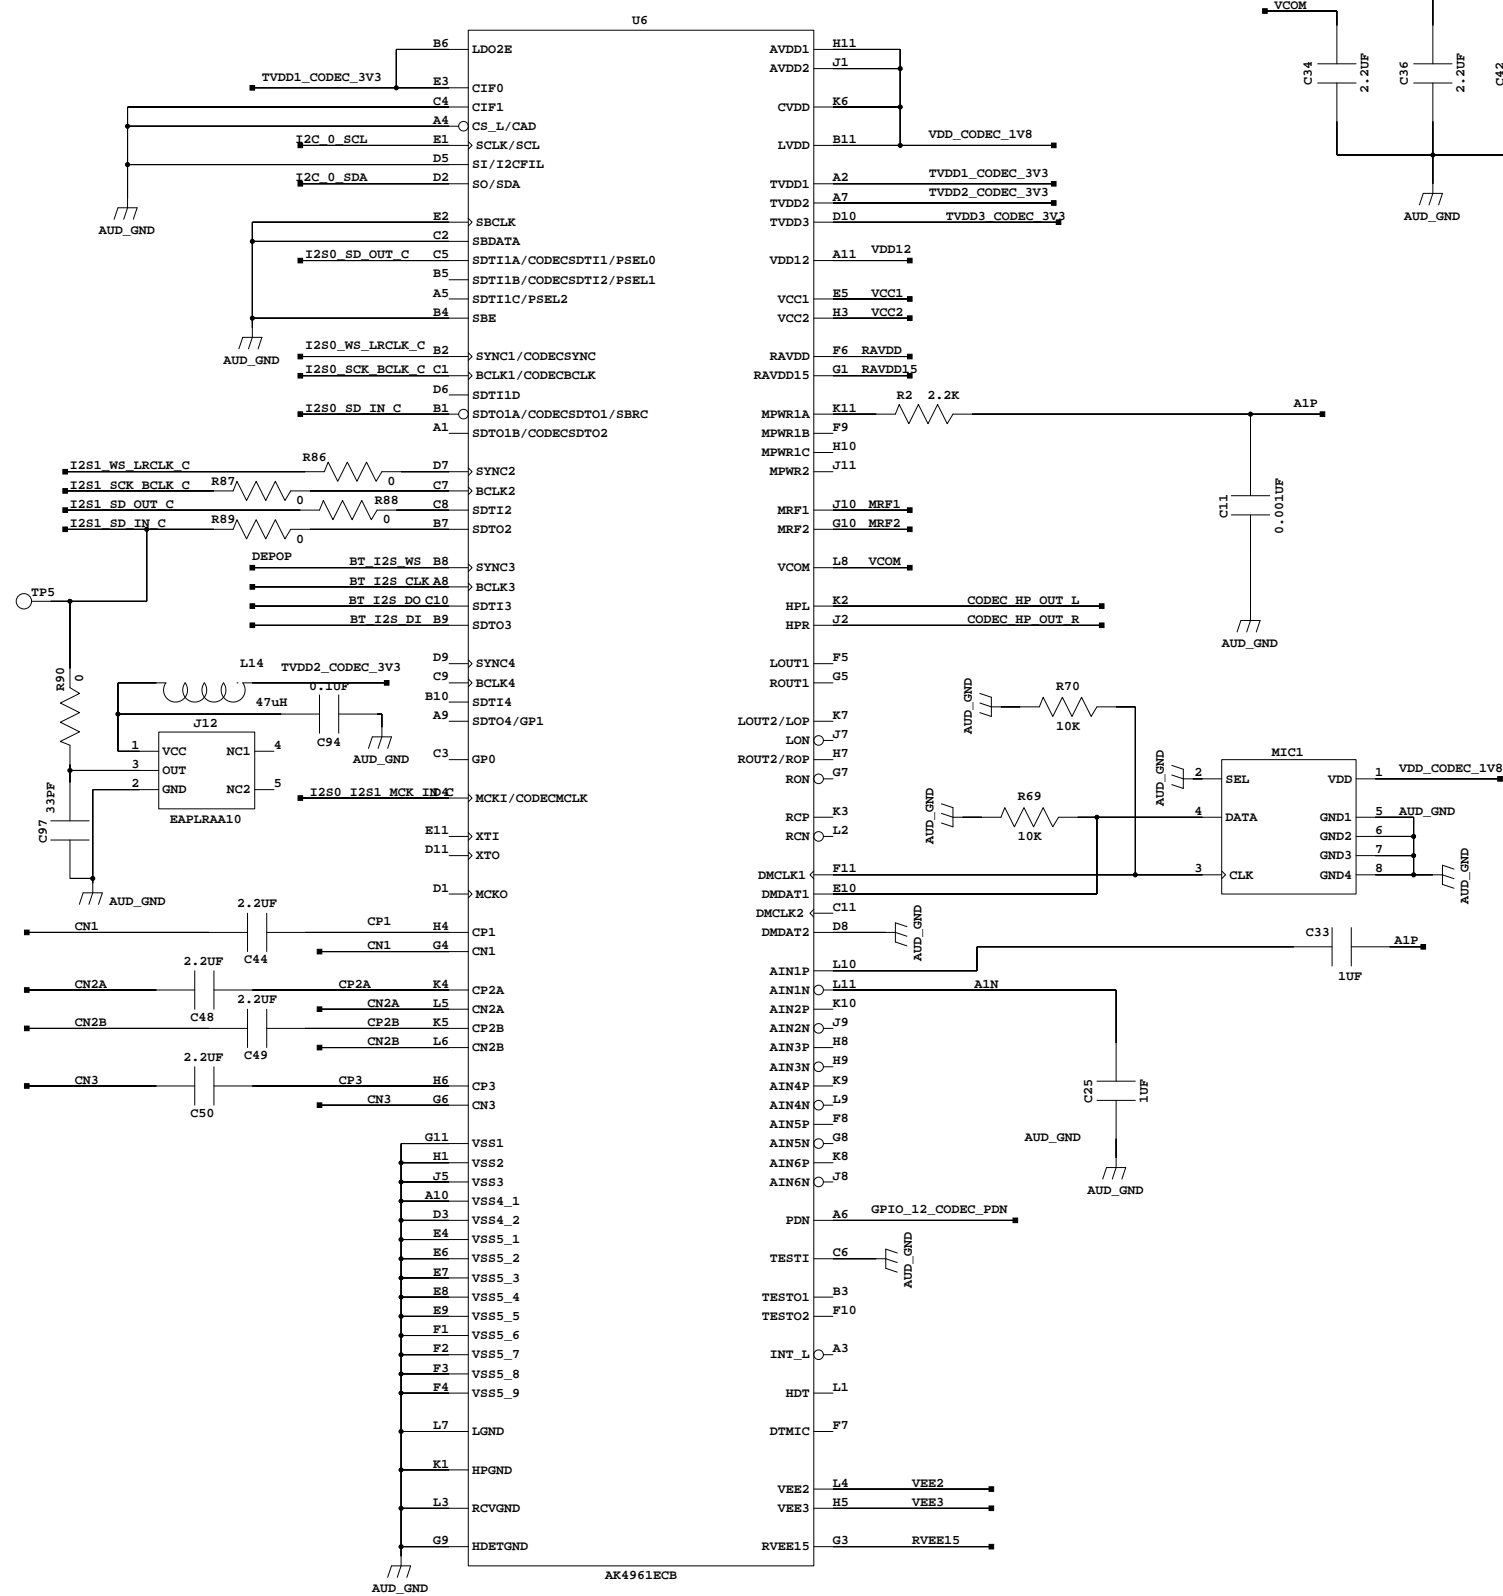 U6
VCOM
C34
2.2UF
C36
2.2UF
C42
AUD_GND
B6 LDO2E
TVDD1_CODEC_3V3 E3 CIF0
C4 CIF1
A4 CS_L/CAD
I2C_0_SCL E1 SCLK/SCL
D5 SI/I2CFIL
I2C_0_SDA D2 SO/SDA
AUD_GND
E2 SBCLK
C2 SBDATA
I2S0_SD_OUT_C C5 SDTI1A/CODECSDTI1/PSEL0
B5 SDTI1B/CODECSDTI2/PSEL1
A5 SDTI1C/PSEL2
B4 SBE
AUD_GND
I2S0_WS_LRCLK_C B2 SYNC1/CODECSYNC
I2S0_SCK_BCLK_C C1 BCLK1/CODECBCLK
D6 SDTI1D
I2S0_SD_IN_C B1 SDTO1A/CODECSDTO1/SBRC
A1 SDTO1B/CODECSDTO2
I2S1_WS_LRCLK_C R86 0 D7 SYNC2
I2S1_SCK_BCLK_C R87 0 C7 BCLK2
I2S1_SD_OUT_C R88 0 C8 SDTI2
I2S1_SD_IN_C R89 0 B7 SDTO2
DEPOP
BT_I2S_WS B8 SYNC3
BT_I2S_CLK A8 BCLK3
BT_I2S_DO C10 SDTI3
BT_I2S_DI B9 SDTO3
TP5
R90 0
D9 SYNC4
C9 BCLK4
B10 SDTI4
A9 SDTO4/GP1
L14 TVDD2_CODEC_3V3
47uH
0.1UF
C94
AUD_GND
J12
1 VCC NC1 4
3 OUT
2 GND NC2 5
EAPLRAA10
C97 33PF
AUD_GND
C3 GP0
I2S0_I2S1_MCK_IN_C D4 MCKI/CODECMCLK
E11 XTI
D11 XTO
D1 MCKO
CN1 2.2UF C44 CP1 H4 CP1
CN1 G4 CN1
CN2A 2.2UF C48 CP2A K4 CP2A
CN2A L5 CN2A
CN2B 2.2UF C49 CP2B K5 CP2B
CN2B L6 CN2B
CN3 2.2UF C50 CP3 H6 CP3
CN3 G6 CN3
G11 VSS1
H1 VSS2
J5 VSS3
A10 VSS4_1
D3 VSS4_2
E4 VSS5_1
E6 VSS5_2
E7 VSS5_3
E8 VSS5_4
E9 VSS5_5
F1 VSS5_6
F2 VSS5_7
F3 VSS5_8
F4 VSS5_9
L7 LGND
K1 HPGND
L3 RCVGND
G9 HDETGND
AUD_GND
AK4961ECB
AVDD1 H11
AVDD2 J1
CVDD K6
LVDD B11 VDD_CODEC_1V8
TVDD1 A2 TVDD1_CODEC_3V3
TVDD2 A7 TVDD2_CODEC_3V3
TVDD3 D10 TVDD3_CODEC_3V3
VDD12 A11 VDD12
VCC1 E5 VCC1
VCC2 H3 VCC2
RAVDD F6 RAVDD
RAVDD15 G1 RAVDD15
MPWR1A K11 R2 2.2K A1P
MPWR1B F9
MPWR1C H10
MPWR2 J11
C11
0.001UF
AUD_GND
MRF1 J10 MRF1
MRF2 G10 MRF2
VCOM L8 VCOM
HPL K2 CODEC_HP_OUT_L
HPR J2 CODEC_HP_OUT_R
LOUT1 F5
ROUT1 G5
LOUT2/LOP K7
LON J7
ROUT2/ROP H7
RON G7
RCP K3
RCN L2
AUD_GND R70 10K
AUD_GND R69 10K
MIC1
AUD_GND 2 SEL VDD 1 VDD_CODEC_1V8
4 DATA GND1 5 AUD_GND
GND2 6
GND3 7
3 CLK GND4 8 AUD_GND
DMCLK1 F11
DMDAT1 E10
DMCLK2 C11
DMDAT2 D8 AUD_GND
AIN1P L10 C33 1UF A1P
AIN1N L11 A1N
AIN2P K10
AIN2N J9
AIN3P H8
AIN3N H9
AIN4P K9
AIN4N L9
AIN5P F8
AIN5N G8
AIN6P K8
AIN6N J8
C25
1UF
AUD_GND
AUD_GND
PDN A6 GPIO_12_CODEC_PDN
TESTI C6 AUD_GND
TESTO1 B3
TESTO2 F10
INT_L A3
HDT L1
DTMIC F7
VEE2 L4 VEE2
VEE3 H5 VEE3
RVEE15 G3 RVEE15